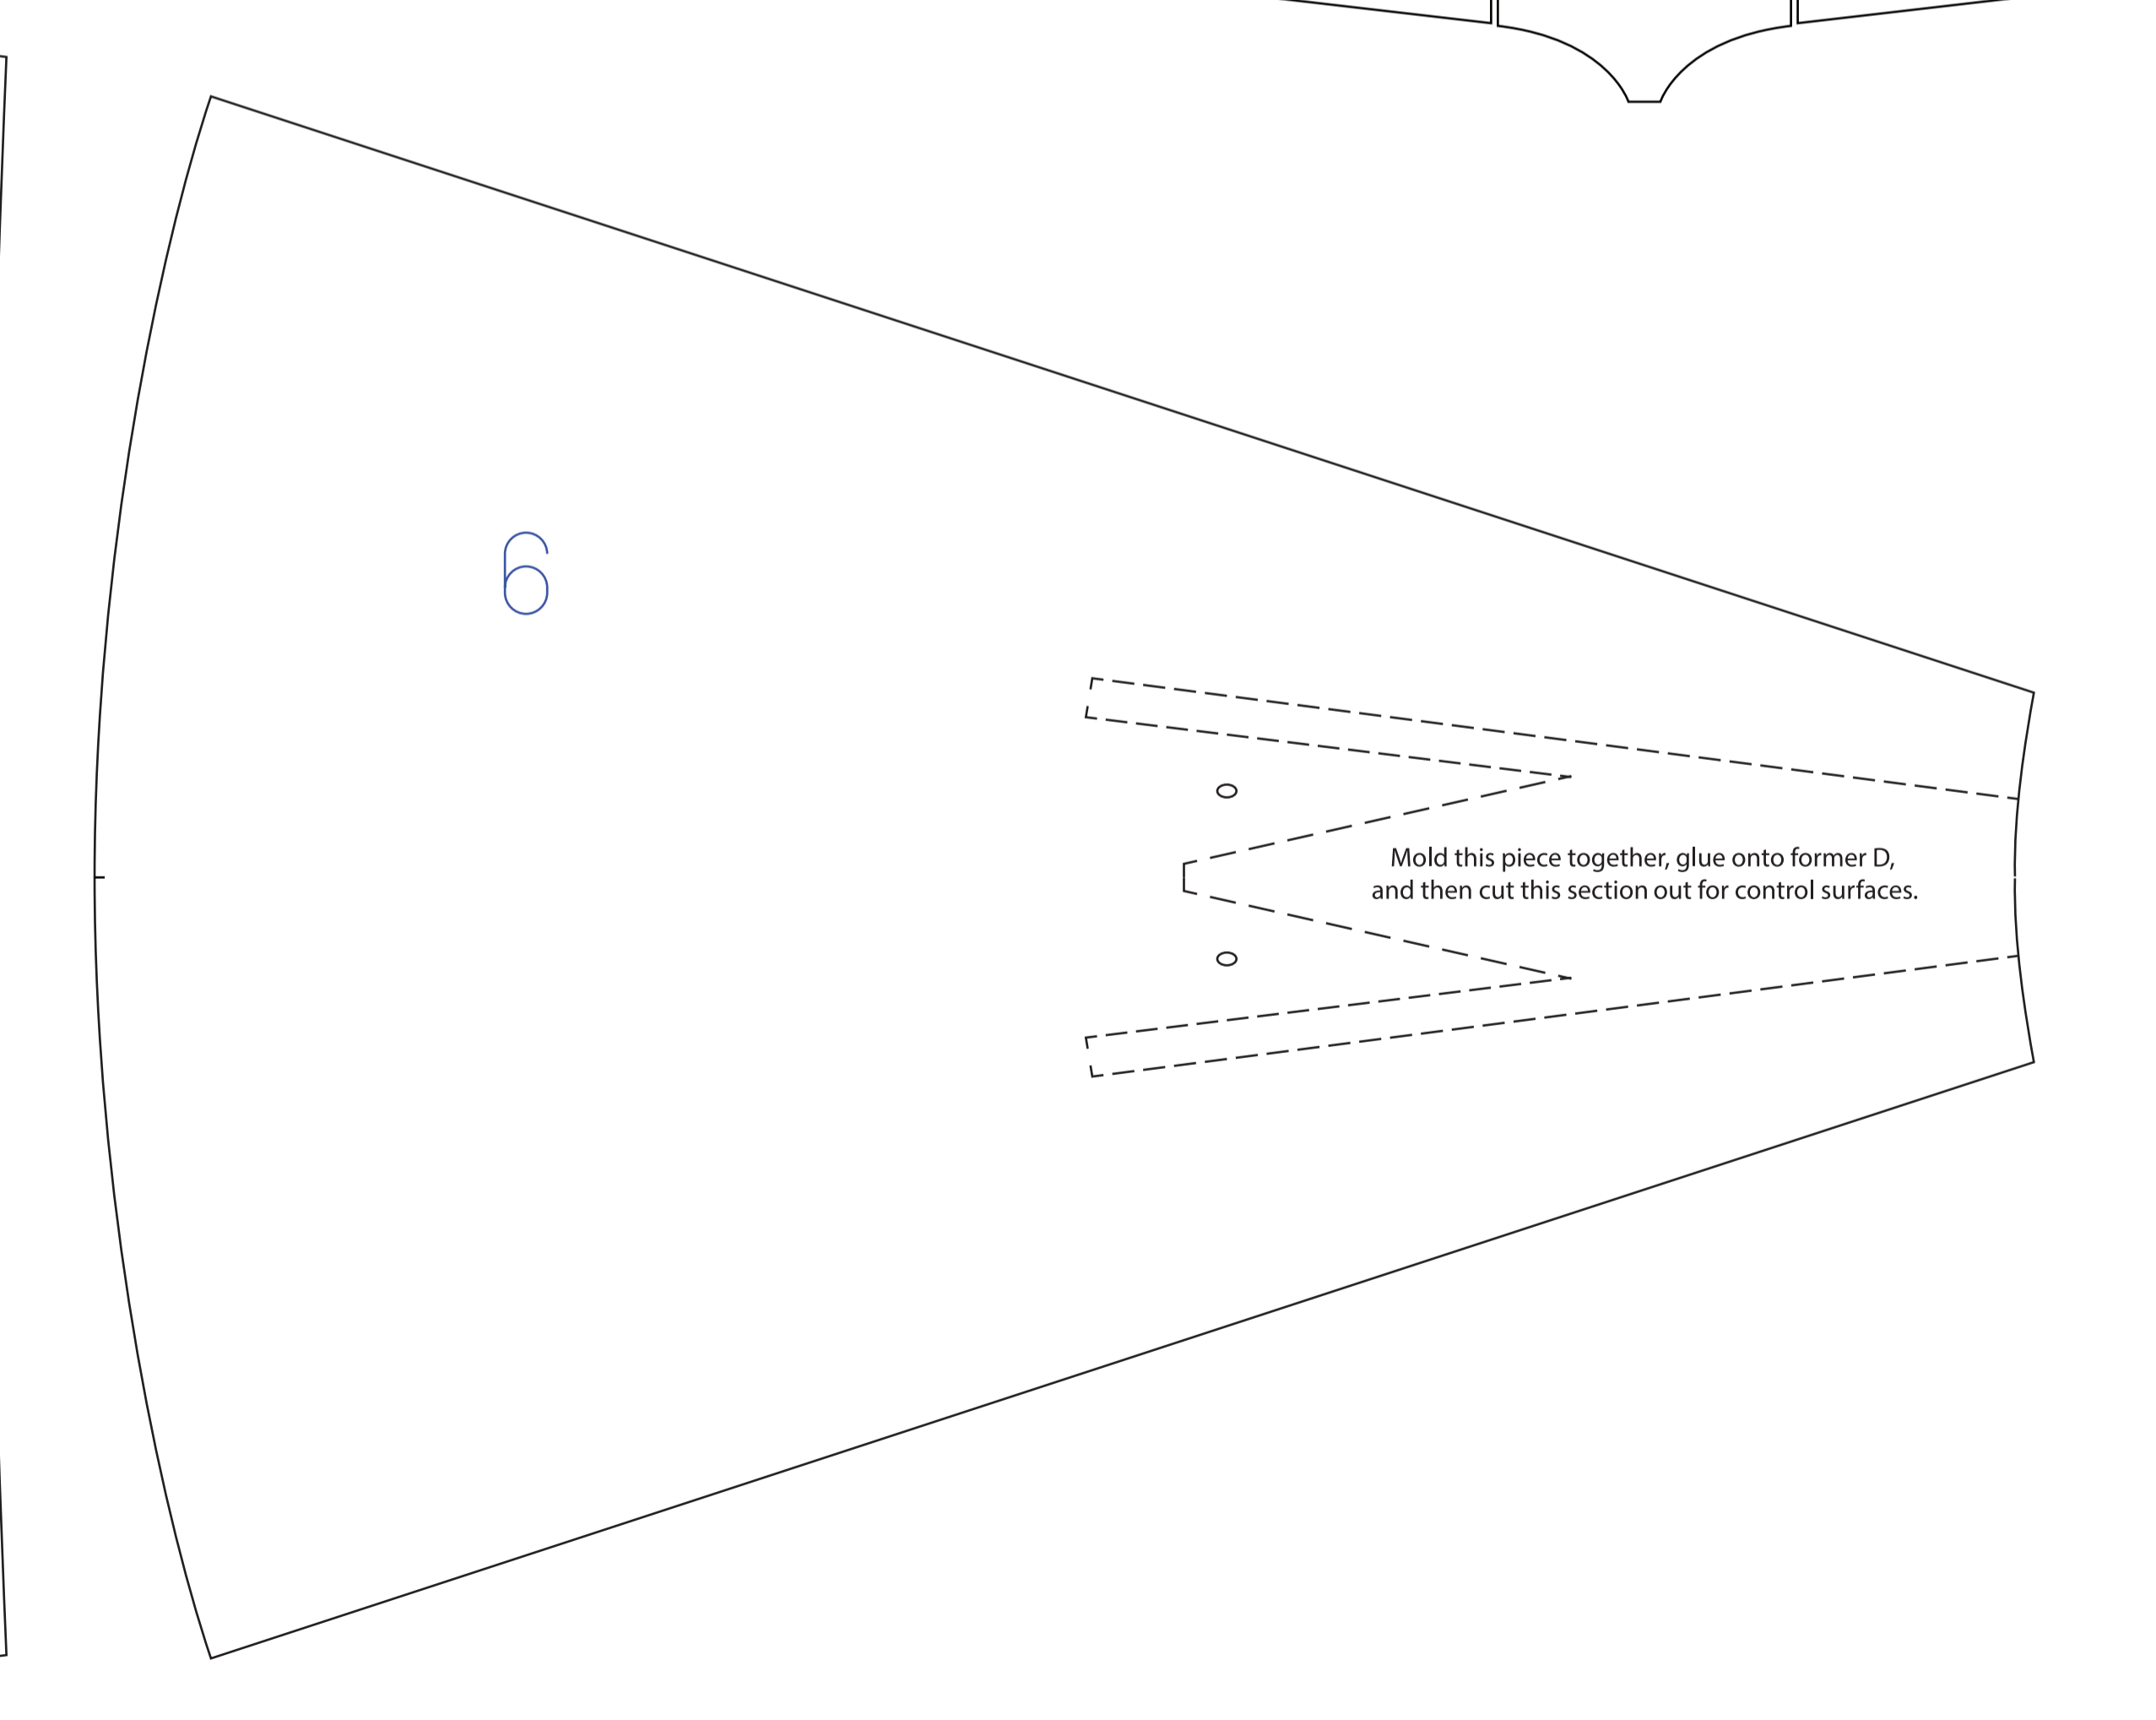 6
Mold this piece together, glue onto former D,
and then cut this section out for control surfaces.